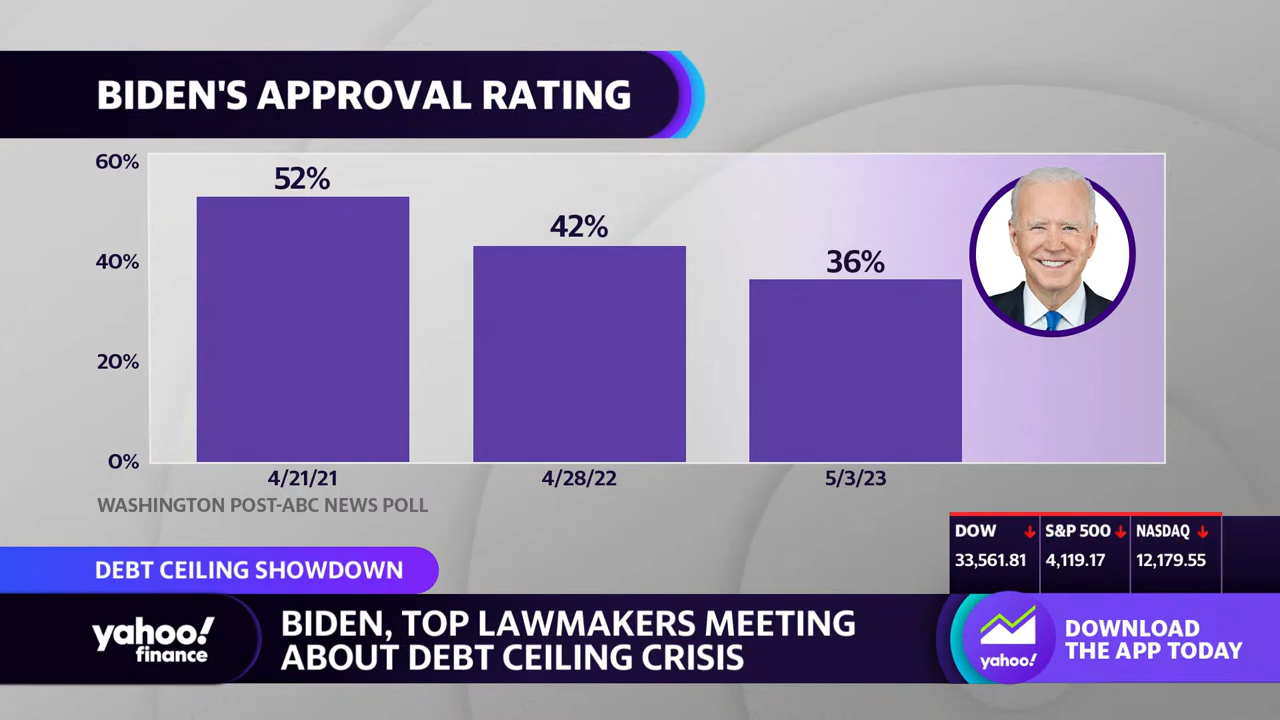 BIDEN'S APPROVAL RATING
60%
40%
20%
0%
52%
42%
36%
4/21/21
4/28/22
5/3/23
WASHINGTON POST-ABC NEWS POLL
DOW
33,561.81
S&P 500
4,119.17
NASDAQ
12,179.55
DEBT CEILING SHOWDOWN
yahoo!
finance
BIDEN, TOP LAWMAKERS MEETING
ABOUT DEBT CEILING CRISIS
yahoo!
DOWNLOAD
THE APP TODAY